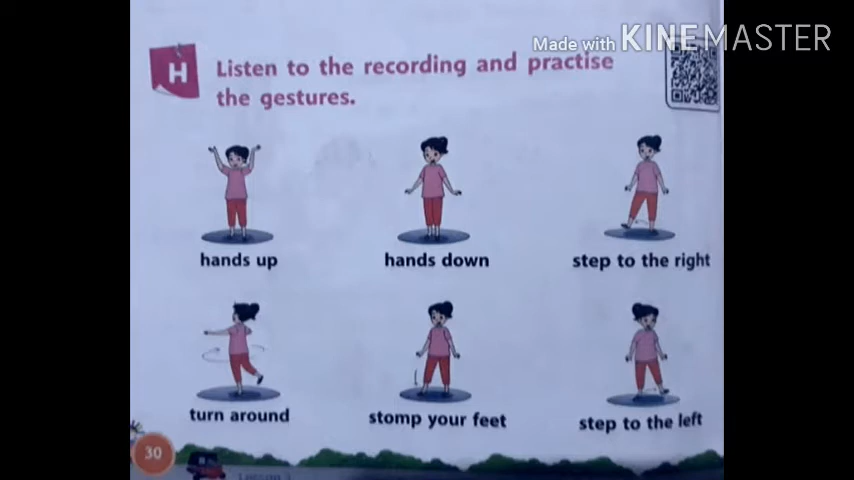 Made with KINEMASTER
H Listen to the recording and practise
the gestures.
hands up hands down step to the right
turn around stomp your feet step to the left
30